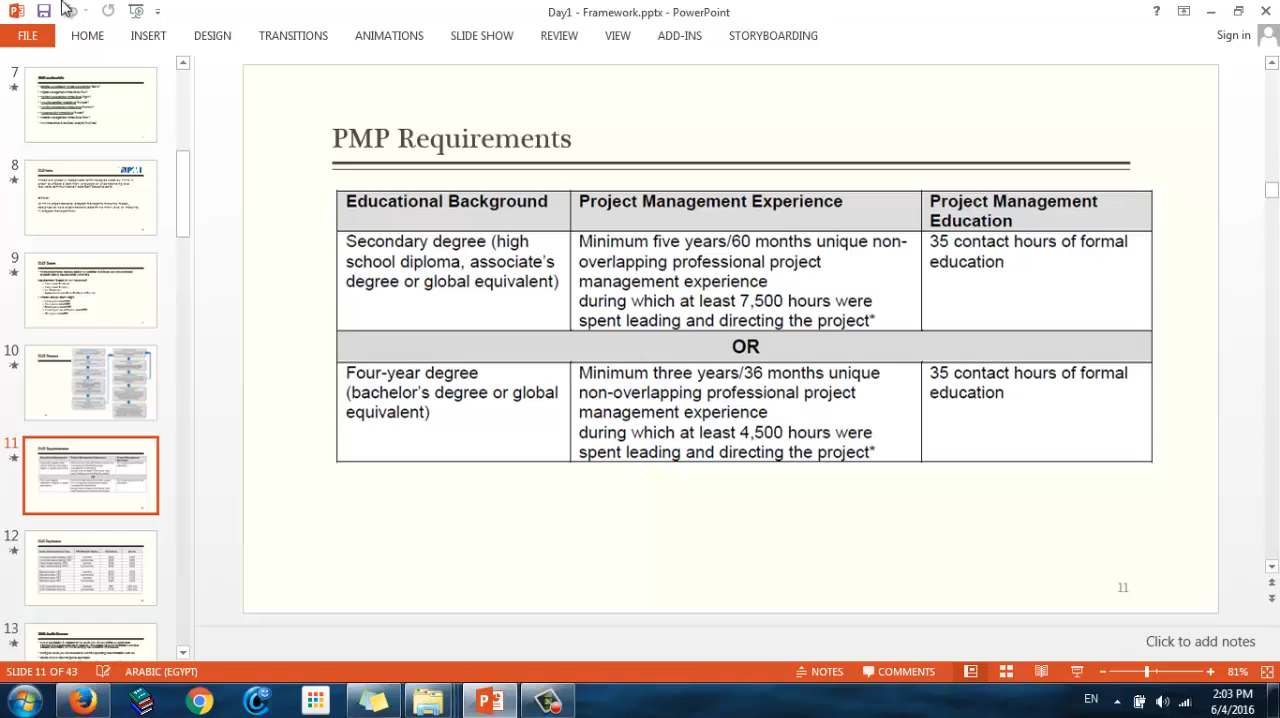 Day1 - Framework.pptx - PowerPoint
?
FILE
HOME
INSERT
DESIGN
TRANSITIONS
ANIMATIONS
SLIDE SHOW
REVIEW
VIEW
ADD-INS
STORYBOARDING
Sign in
7
8
9
10
11
12
13
PMP Requirements
Educational Background
Project Management Experience
Project Management
Education
Secondary degree (high
school diploma, associate's
degree or global equivalent)
Minimum five years/60 months unique non-
overlapping professional project
management experience
during which at least 7,500 hours were
spent leading and directing the project*
35 contact hours of formal
education
OR
Four-year degree
(bachelor's degree or global
equivalent)
Minimum three years/36 months unique
non-overlapping professional project
management experience
during which at least 4,500 hours were
spent leading and directing the project*
35 contact hours of formal
education
11
Click to add notes
SLIDE 11 OF 43
ARABIC (EGYPT)
NOTES
COMMENTS
81%
EN
2:03 PM
6/4/2016